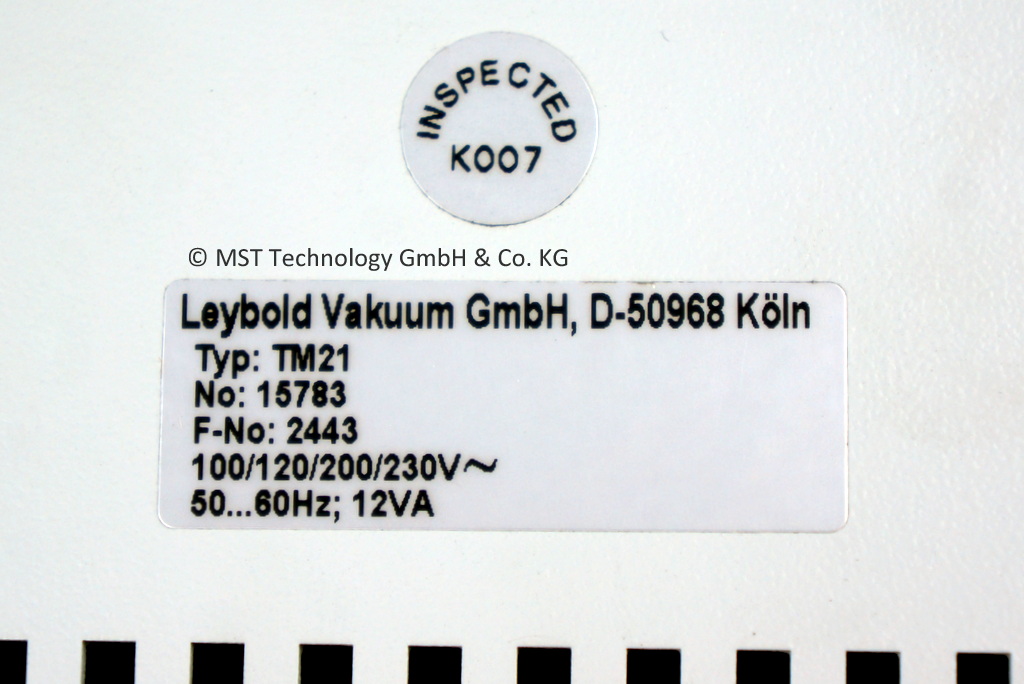 INSPECTED
K007
© MST Technology GmbH & Co. KG
Leybold Vakuum GmbH, D-50968 Köln
Typ: TM21
No: 15783
F-No: 2443
100/120/200/230V~
50...60Hz; 12VA